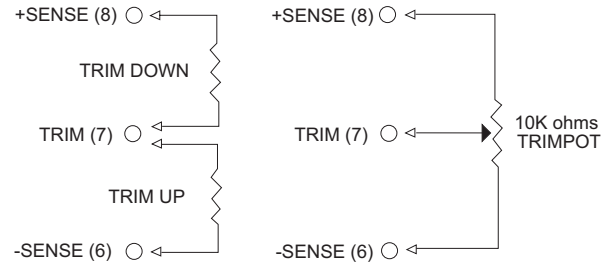 +SENSE (8)
TRIM DOWN
TRIM (7)
TRIM UP
-SENSE (6)
+SENSE (8)
TRIM (7)
10K ohms
TRIMPOT
-SENSE (6)